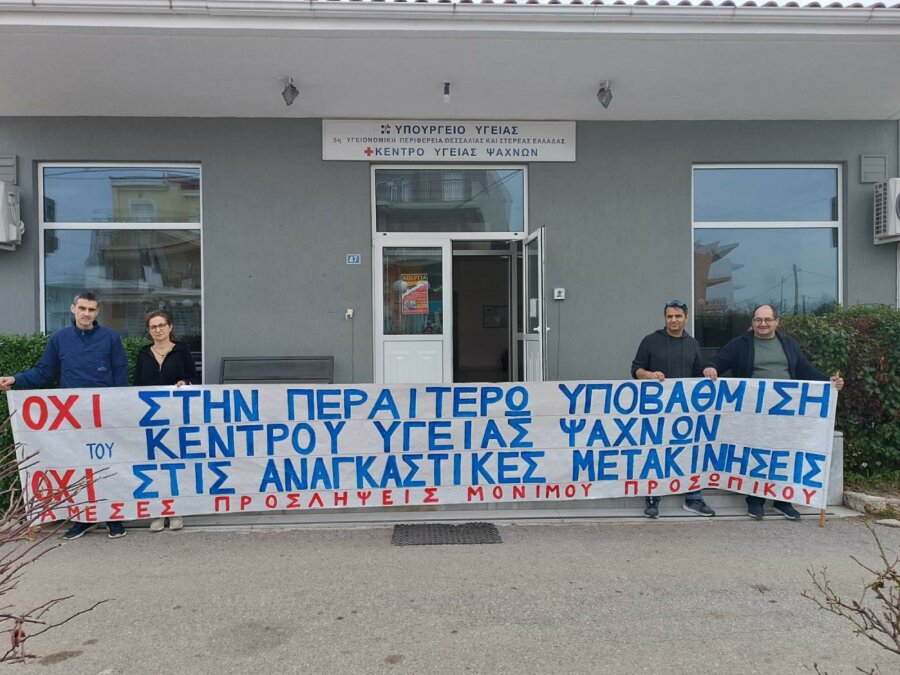 ΥΠΟΥΡΓΕΙΟ ΥΓΕΙΑΣ
5η ΥΓΕΙΟΝΟΜΙΚΗ ΠΕΡΙΦΕΡΕΙΑ ΘΕΣΣΑΛΙΑΣ ΚΑΙ ΣΤΕΡΕΑΣ ΕΛΛΑΔΑΣ
ΚΕΝΤΡΟ ΥΓΕΙΑΣ ΨΑΧΝΩΝ
47
ΟΧΙ ΣΤΗΝ ΠΕΡΑΙΤΕΡΩ ΥΠΟΒΑΘΜΙΣΗ
ΤΟΥ ΚΕΝΤΡΟΥ ΥΓΕΙΑΣ ΨΑΧΝΩΝ
ΟΧΙ ΣΤΙΣ ΑΝΑΓΚΑΣΤΙΚΕΣ ΜΕΤΑΚΙΝΗΣΕΙΣ
ΑΜΕΣΕΣ ΠΡΟΣΛΗΨΕΙΣ ΜΟΝΙΜΟΥ ΠΡΟΣΩΠΙΚΟΥ